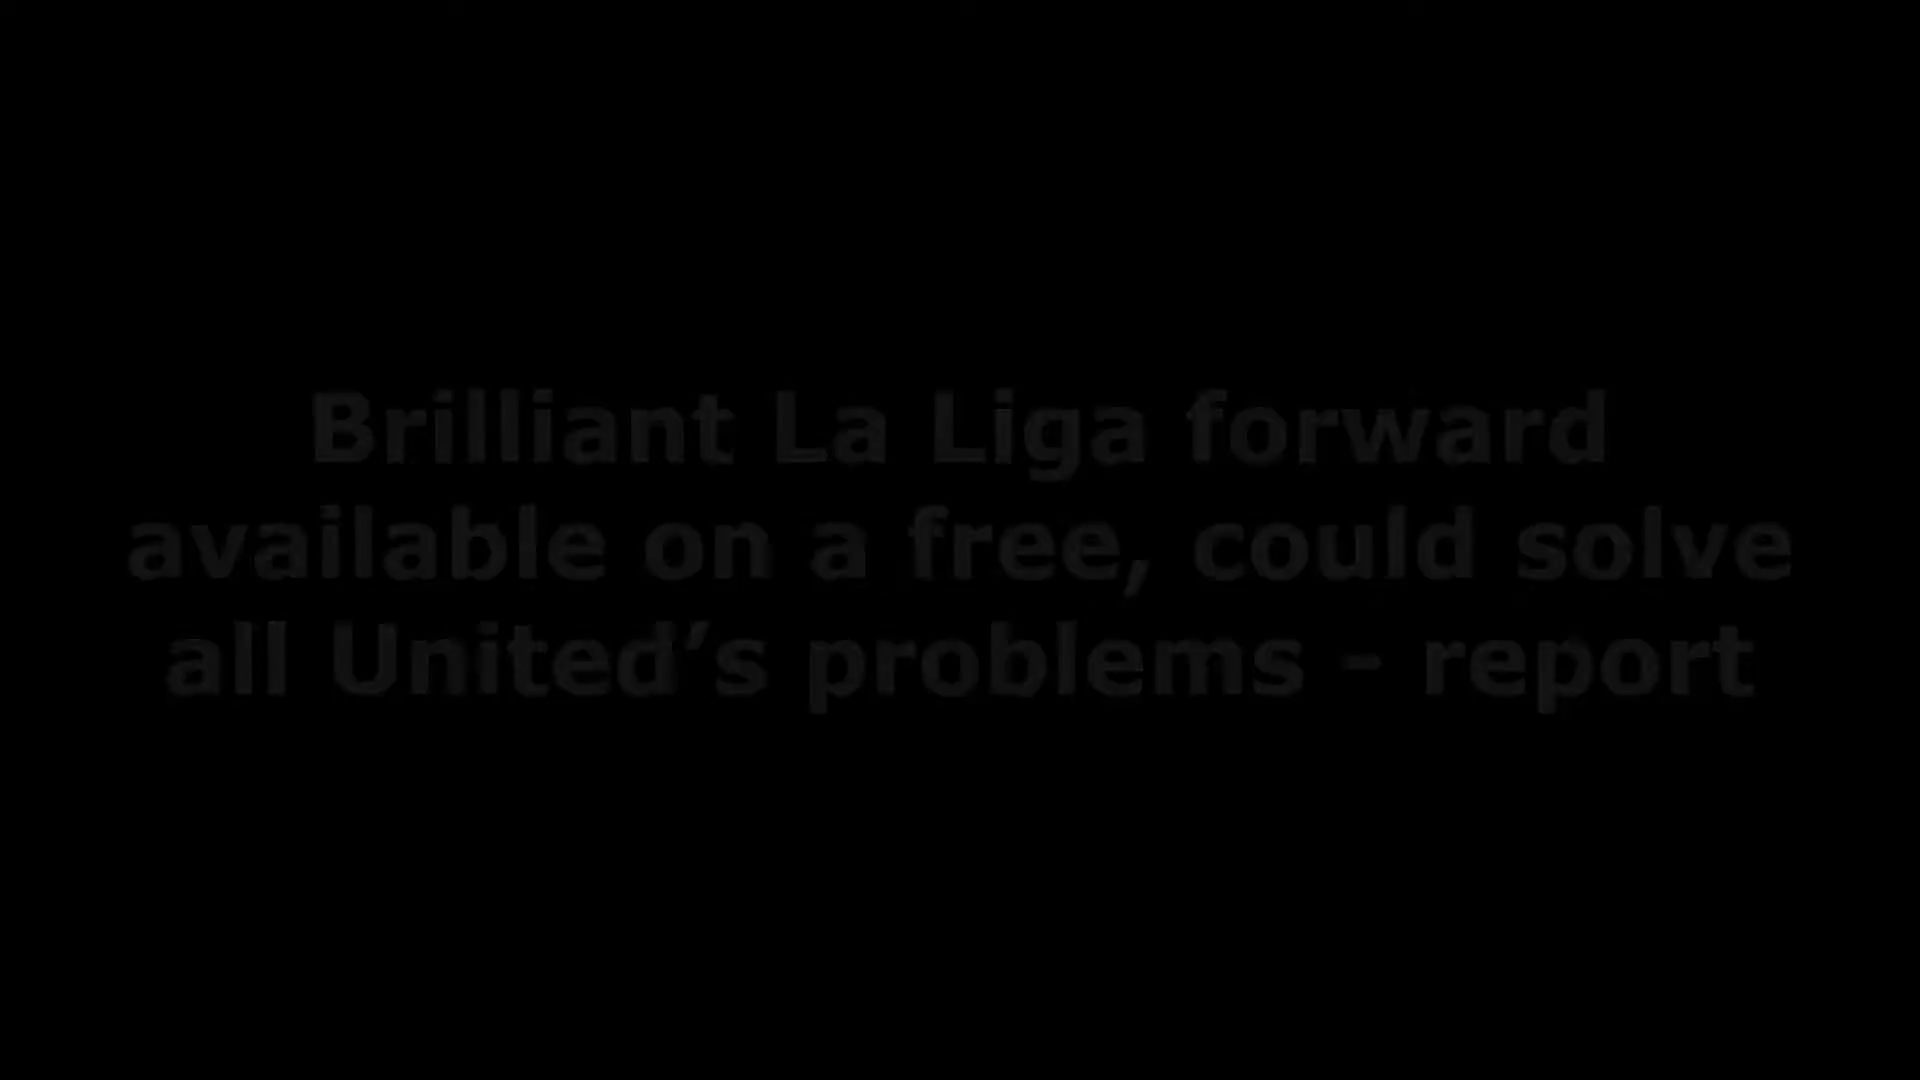 Brilliant La Liga forward
available on a free, could solve
all United’s problems - report